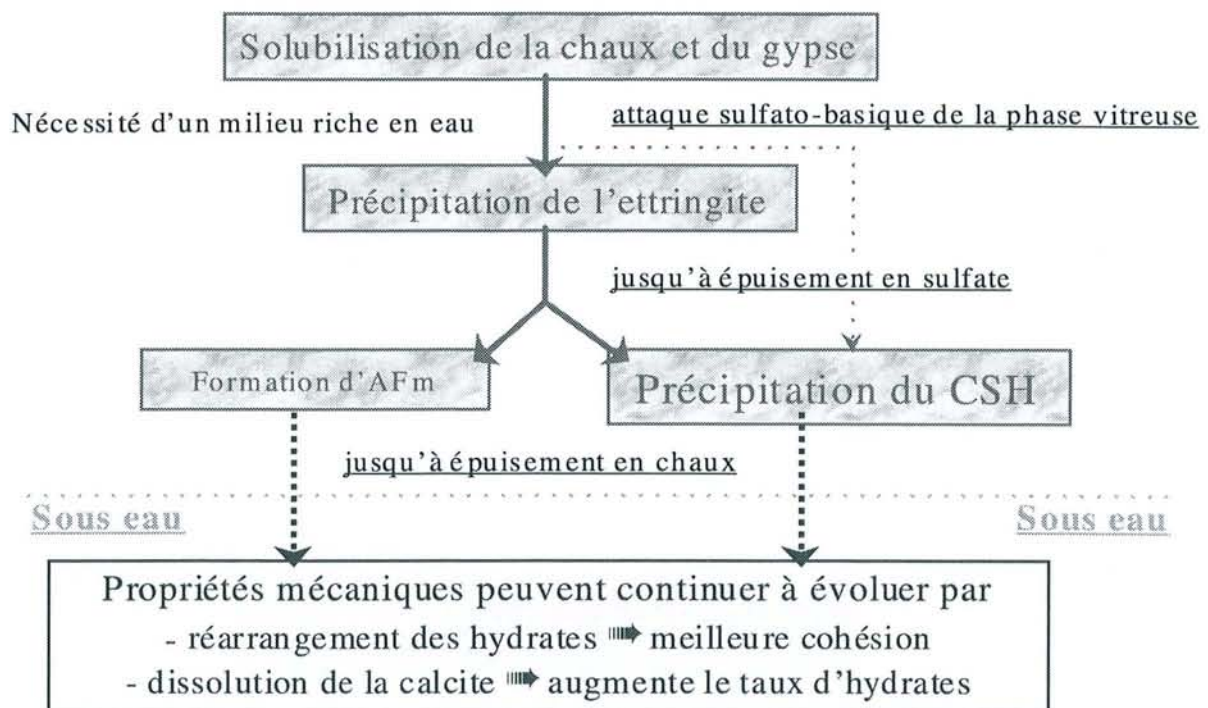 Solubilisation de la chaux et du gypse
Nécessité d'un milieu riche en eau
attaque sulfato-basique de la phase vitreuse
Précipitation de l'ettringite
jusqu'à épuisement en sulfate
Formation d'AFm
Précipitation du CSH
jusqu'à épuisement en chaux
Sous eau
Sous eau
Propriétés mécaniques peuvent continuer à évoluer par
- réarrangement des hydrates ➠ meilleure cohésion
- dissolution de la calcite ➠ augmente le taux d'hydrates